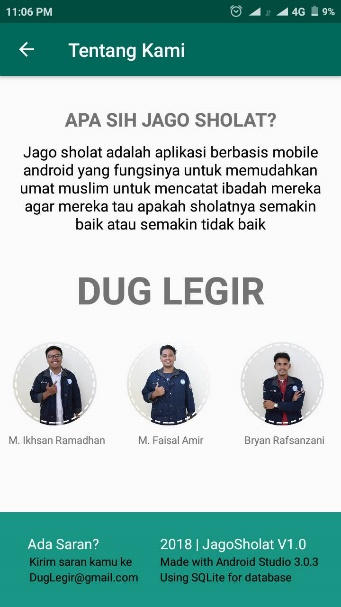 11:06 PM 4G 9%
Tentang Kami
APA SIH JAGO SHOLAT?
Jago sholat adalah aplikasi berbasis mobile
android yang fungsinya untuk memudahkan
umat muslim untuk mencatat ibadah mereka
agar mereka tau apakah sholatnya semakin
baik atau semakin tidak baik
DUG LEGIR
M. Ikhsan Ramadhan
M. Faisal Amir
Bryan Rafsanzani
Ada Saran?
Kirim saran kamu ke
DugLegir@gmail.com
2018 | JagoSholat V1.0
Made with Android Studio 3.0.3
Using SQLite for database